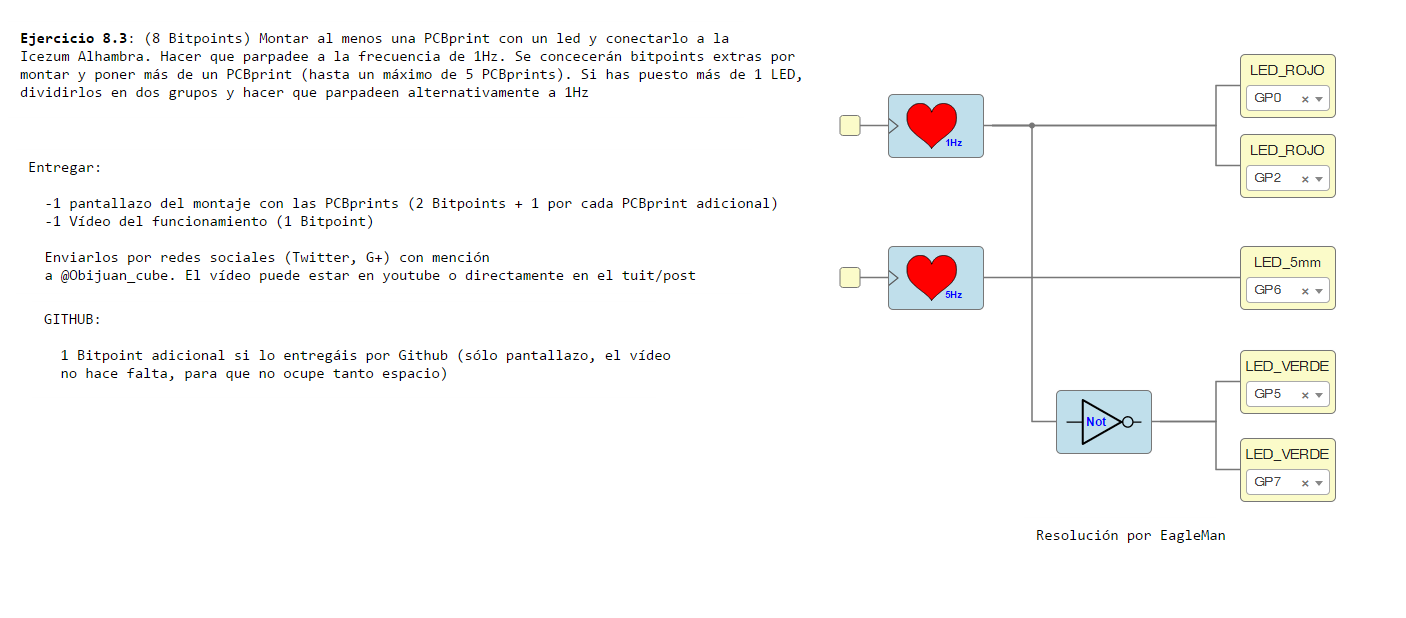 Ejercicio 8.3: (8 Bitpoints) Montar al menos una PCBprint con un led y conectarlo a la
Icezum Alhambra. Hacer que parpadee a la frecuencia de 1Hz. Se concecerán bitpoints extras por
montar y poner más de un PCBprint (hasta un máximo de 5 PCBprints). Si has puesto más de 1 LED,
dividirlos en dos grupos y hacer que parpadeen alternativamente a 1Hz
Entregar:
-1 pantallazo del montaje con las PCBprints (2 Bitpoints + 1 por cada PCBprint adicional)
-1 Vídeo del funcionamiento (1 Bitpoint)
Enviarlos por redes sociales (Twitter, G+) con mención
a @Obijuan_cube. El vídeo puede estar en youtube o directamente en el tuit/post
GITHUB:
1 Bitpoint adicional si lo entregáis por Github (sólo pantallazo, el vídeo
no hace falta, para que no ocupe tanto espacio)
1Hz
LED_ROJO
GP0
LED_ROJO
GP2
5Hz
LED_5mm
GP6
Not
LED_VERDE
GP5
LED_VERDE
GP7
Resolución por EagleMan